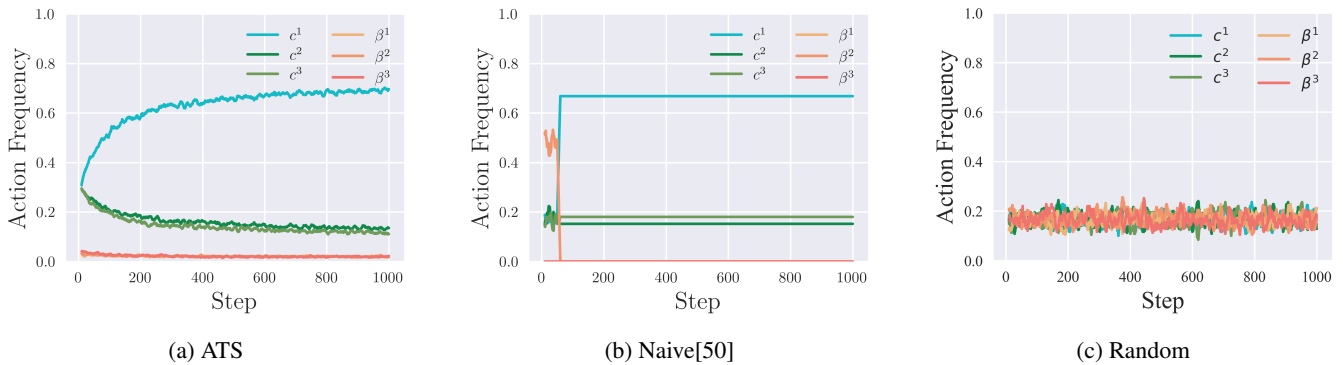 1.0
0.8
0.6
0.4
0.2
0.0
Action Frequency
c¹ β¹
c² β²
c³ β³
0 200 400 600 800 1000
Step
(a) ATS
1.0
0.8
0.6
0.4
0.2
0.0
Action Frequency
c¹ β¹
c² β²
c³ β³
0 200 400 600 800 1000
Step
(b) Naive[50]
1.0
0.8
0.6
0.4
0.2
0.0
Action Frequency
c¹ β¹
c² β²
c³ β³
0 200 400 600 800 1000
Step
(c) Random